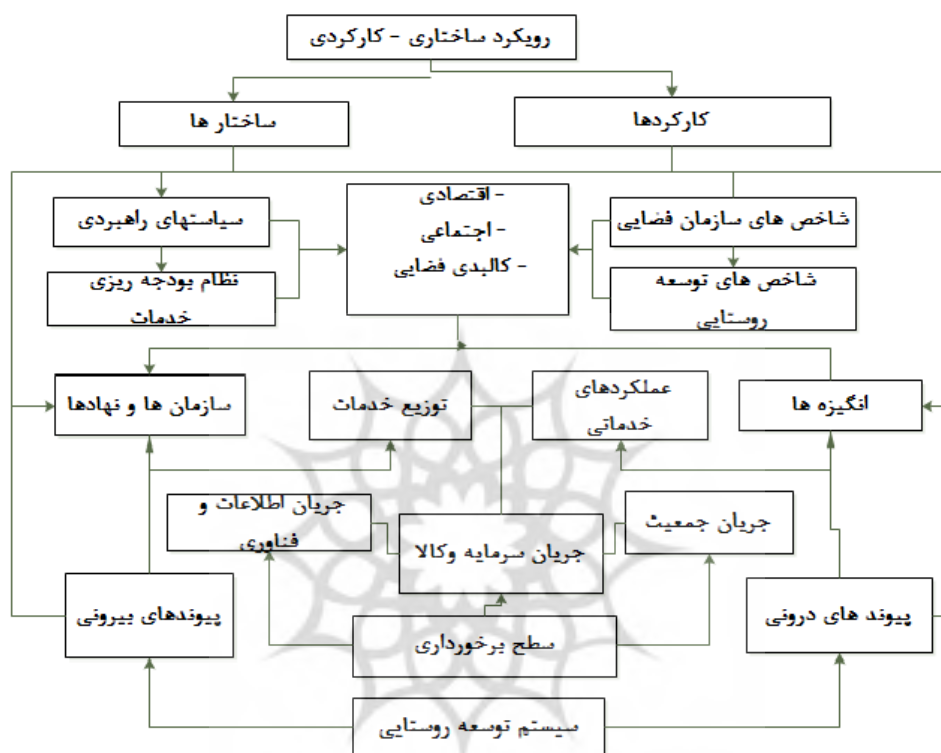 رویکرد ساختاری - کارکردی
کارکردها
ساختار ها
شاخص های سازمان فضایی
- اقتصادی
- اجتماعی
- کالبدی فضایی
سیاستهای راهبردی
شاخص های توسعه
روستایی
نظام بودجه ریزی
خدمات
انگیزه ها
عملکردهای
خدماتی
توزیع خدمات
سازمان ها و نهادها
جریان جمعیت
جریان سرمایه وکالا
جریان اطلاعات و
فناوری
پیوند های درونی
سطح برخورداری
پیوندهای بیرونی
سیستم توسعه روستایی